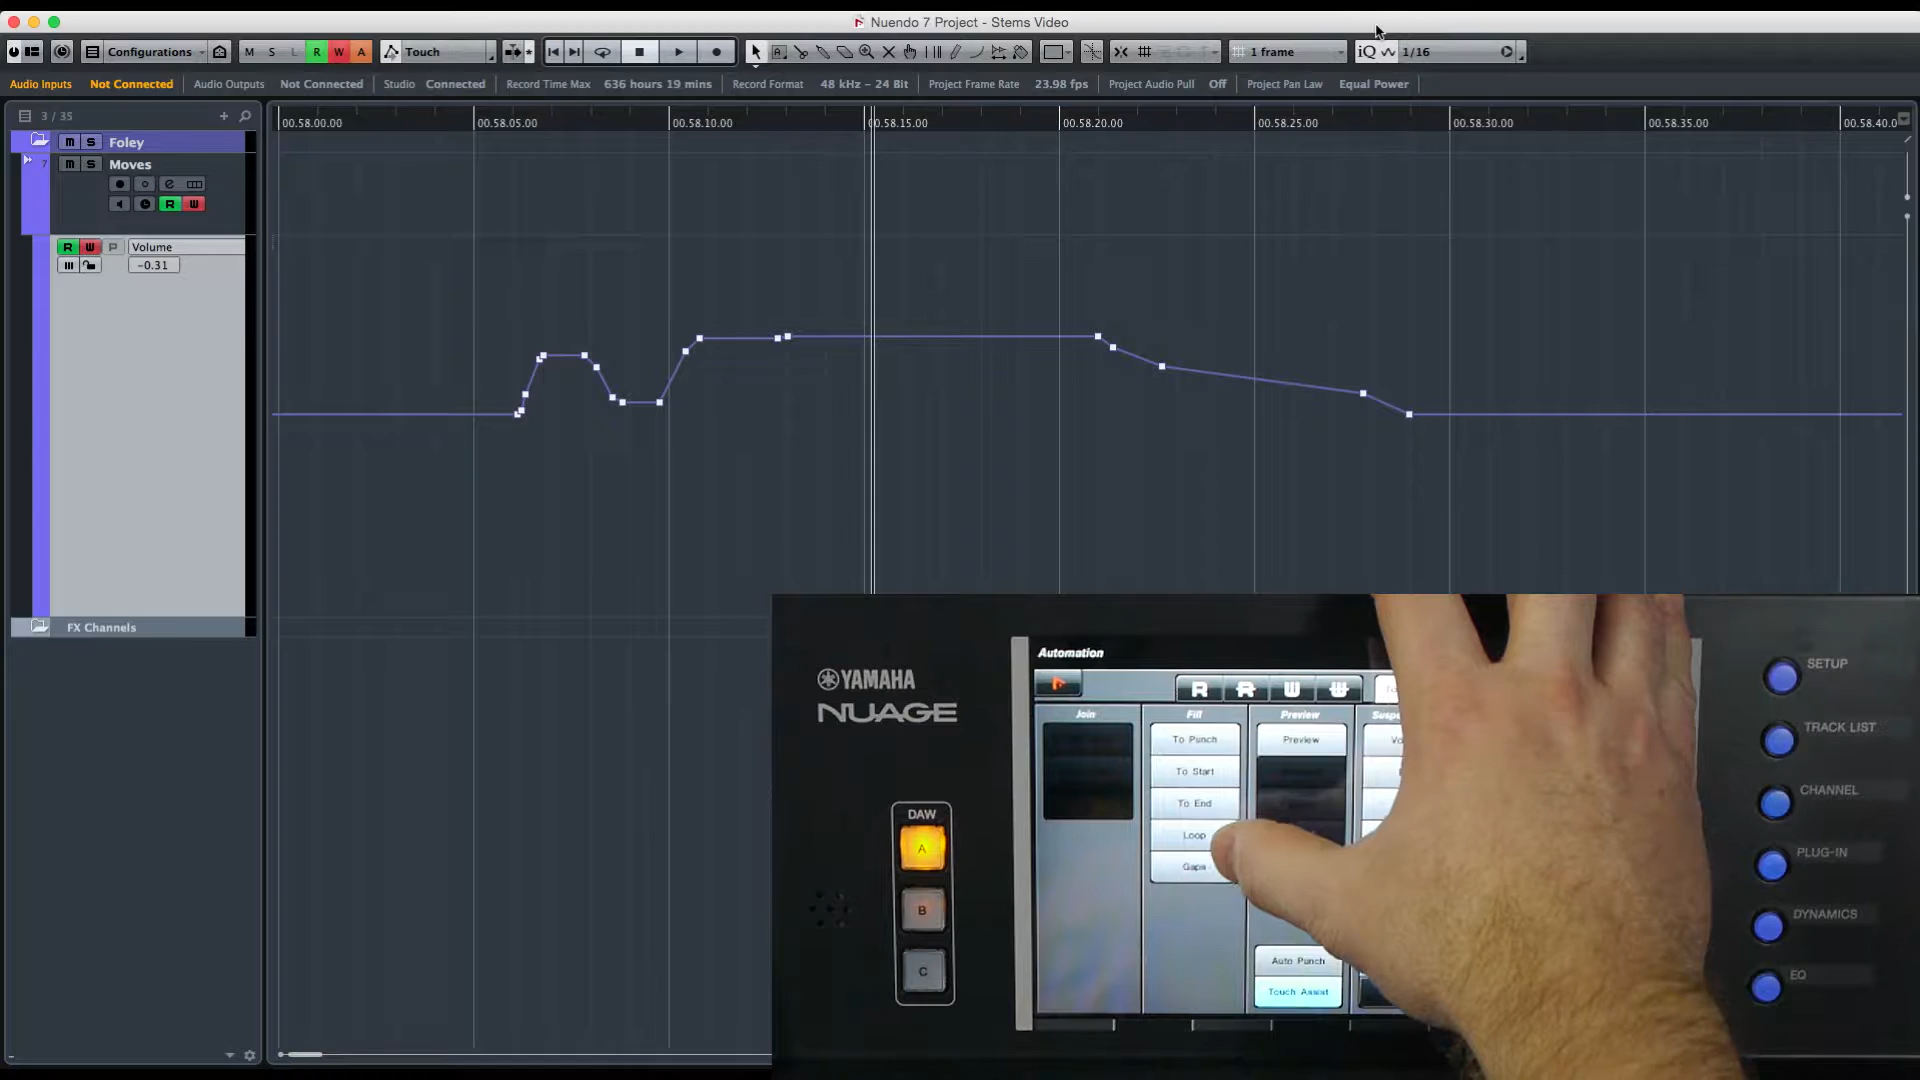 Nuendo 7 Project - Stems Video
Configurations M S L R W A Touch 1 frame iQ 1/16
Audio Inputs Not Connected Audio Outputs Not Connected Studio Connected Record Time Max 636 hours 19 mins Record Format 48 kHz - 24 Bit Project Frame Rate 23.98 fps Project Audio Pull Off Project Pan Law Equal Power
3 / 35
00.58.00.00 00.58.05.00 00.58.10.00 00.58.15.00 00.58.20.00 00.58.25.00 00.58.30.00 00.58.35.00 00.58.40.0
m S Foley
7 m S Moves
R W
R W P Volume
-0.31
FX Channels
YAMAHA
NUAGE
DAW
A
B
C
Automation
R R W W
Join Fill Preview
To Punch Preview
To Start
To End
Loop
Gaps
Auto Punch
Touch Assist
SETUP
TRACK LIST
CHANNEL
PLUG-IN
DYNAMICS
EQ